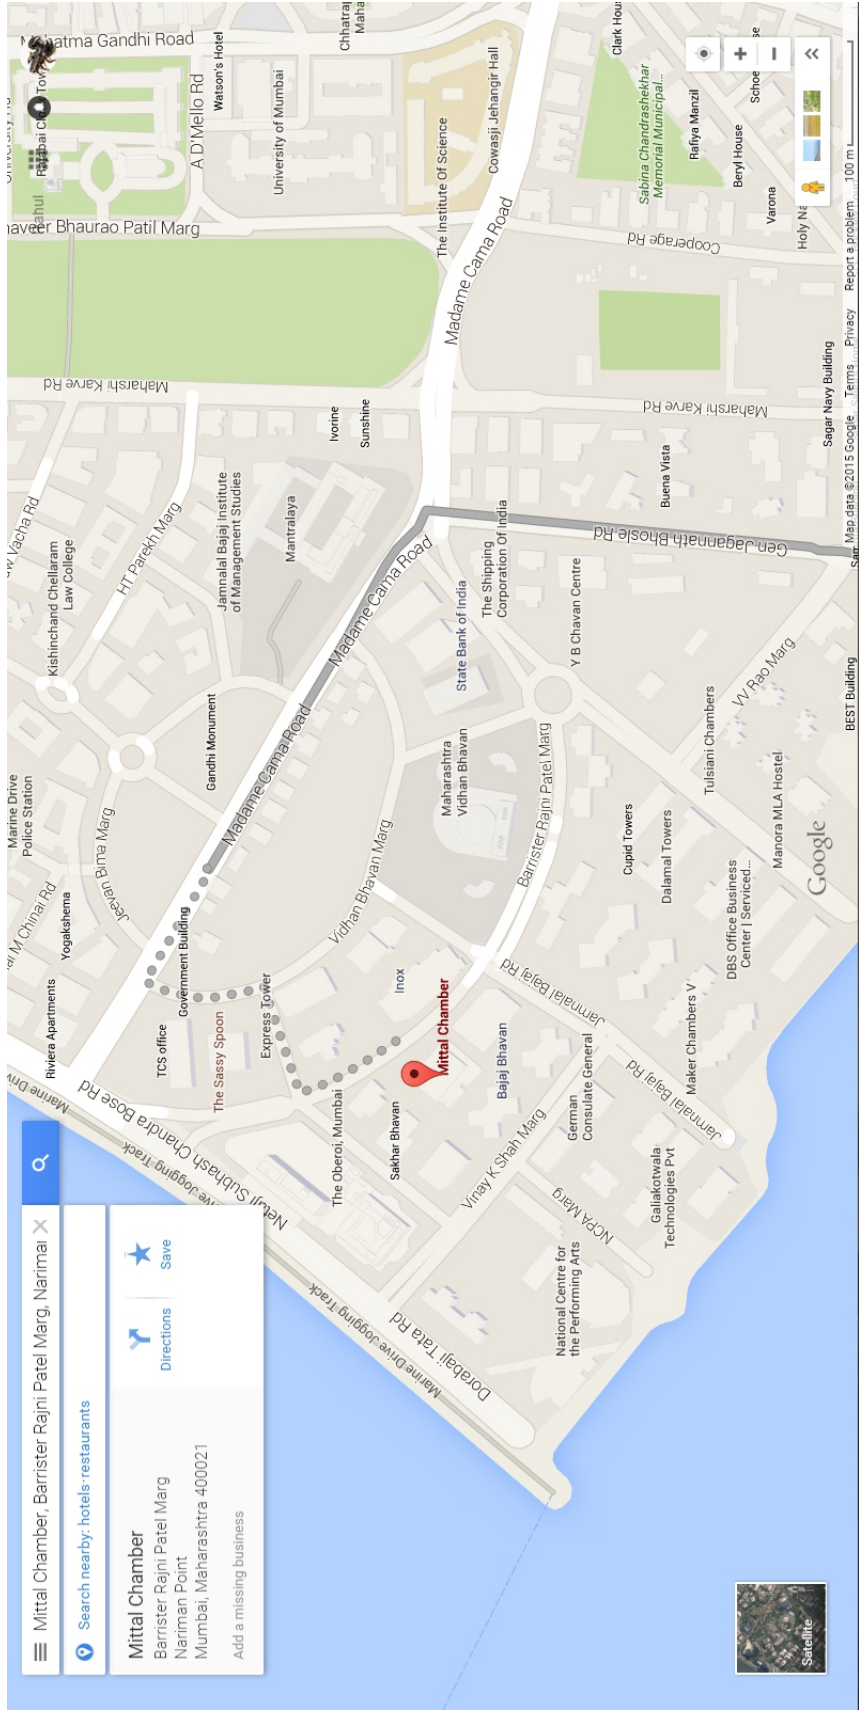 Mittal Chamber, Barrister Rajni Patel Marg, Nariman
Search nearby: hotels · restaurants
Mittal Chamber
Barrister Rajni Patel Marg
Nariman Point
Mumbai, Maharashtra 400021
Add a missing business
Directions
Save
Satellite
Marine Drive Jogging Track
Netaji Subhash Chandra Bose Rd
Marine Drive Jogging Track
Marine Drive Jogging Track
Dorabaji Tata Rd
National Centre for
the Performing Arts
NCPA Marg
Vinay K Shah Marg
Galiakotwala
Technologies Pvt
German
Consulate General
Jamnalal Bajaj Rd
Jamnalal Bajaj Rd
Bajaj Bhavan
Mittal Chamber
Sakhar Bhavan
The Oberoi, Mumbai
Inox
Express Tower
The Sassy Spoon
TCS office
Government Building
Riviera Apartments
Yogakshema
Marine Drive
Police Station
Jeevan Bima Marg
Vidhan Bhavan Marg
Madame Cama Road
Madame Cama Road
Madame Cama Road
Gandhi Monument
Kishinchand Chellaram
Law College
HT Parekh Marg
Jamnalal Bajaj Institute
of Management Studies
Mantralaya
Maharashtra
Vidhan Bhavan
State Bank of India
The Shipping
Corporation Of India
Y B Chavan Centre
Barrister Rajni Patel Marg
Cupid Towers
Dalamal Towers
DBS Office Business
Center | Serviced...
Maker Chambers V
Manora MLA Hostel
Tulsiani Chambers
VV Rao Marg
BEST Building
Gen Jagannath Bhosle Rd
Buena Vista
Sagar Navy Building
Maharshi Karve Rd
Maharshi Karve Rd
Ivorine
Sunshine
Cooperage Rd
The Institute Of Science
Cowasji Jehangir Hall
University of Mumbai
Watson's Hotel
A D'Mello Rd
Mahatma Gandhi Road
Bhaurao Patil Marg
Clark
Sabina Chandrashekhar
Memorial Municipal...
Rafiya Manzil
Beryl House
Varona
Holy
Google
Map data ©2015 Google
Terms
Privacy
Report a problem
100 m